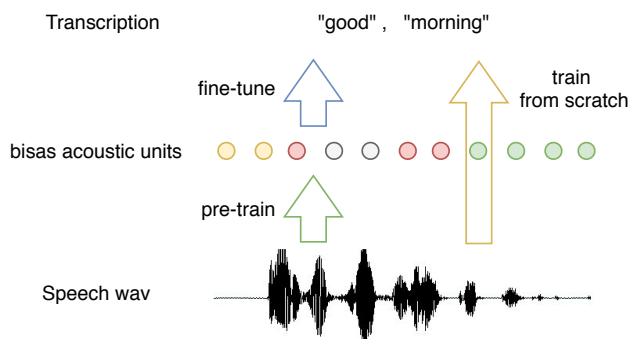 Transcription "good" , "morning"
fine-tune
train
from scratch
bisas acoustic units
pre-train
Speech wav